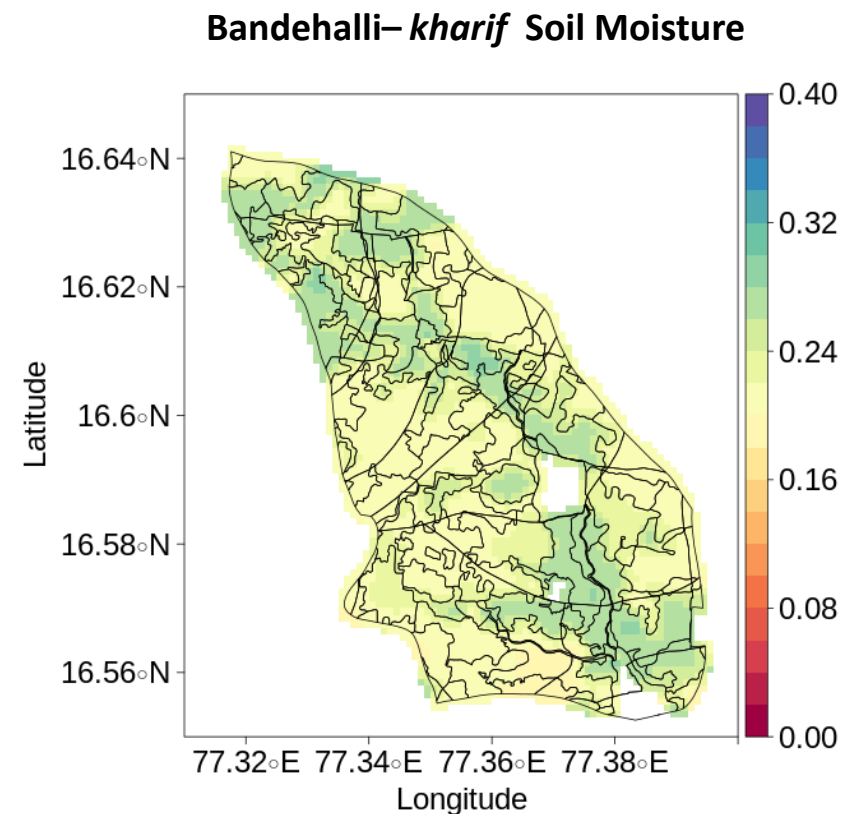 Bandehalli– kharif Soil Moisture
0.40
16.64◦N
0.32
16.62◦N
0.24
16.6◦N
Latitude
0.16
16.58◦N
0.08
16.56◦N
0.00
77.32◦E 77.34◦E 77.36◦E 77.38◦E
Longitude